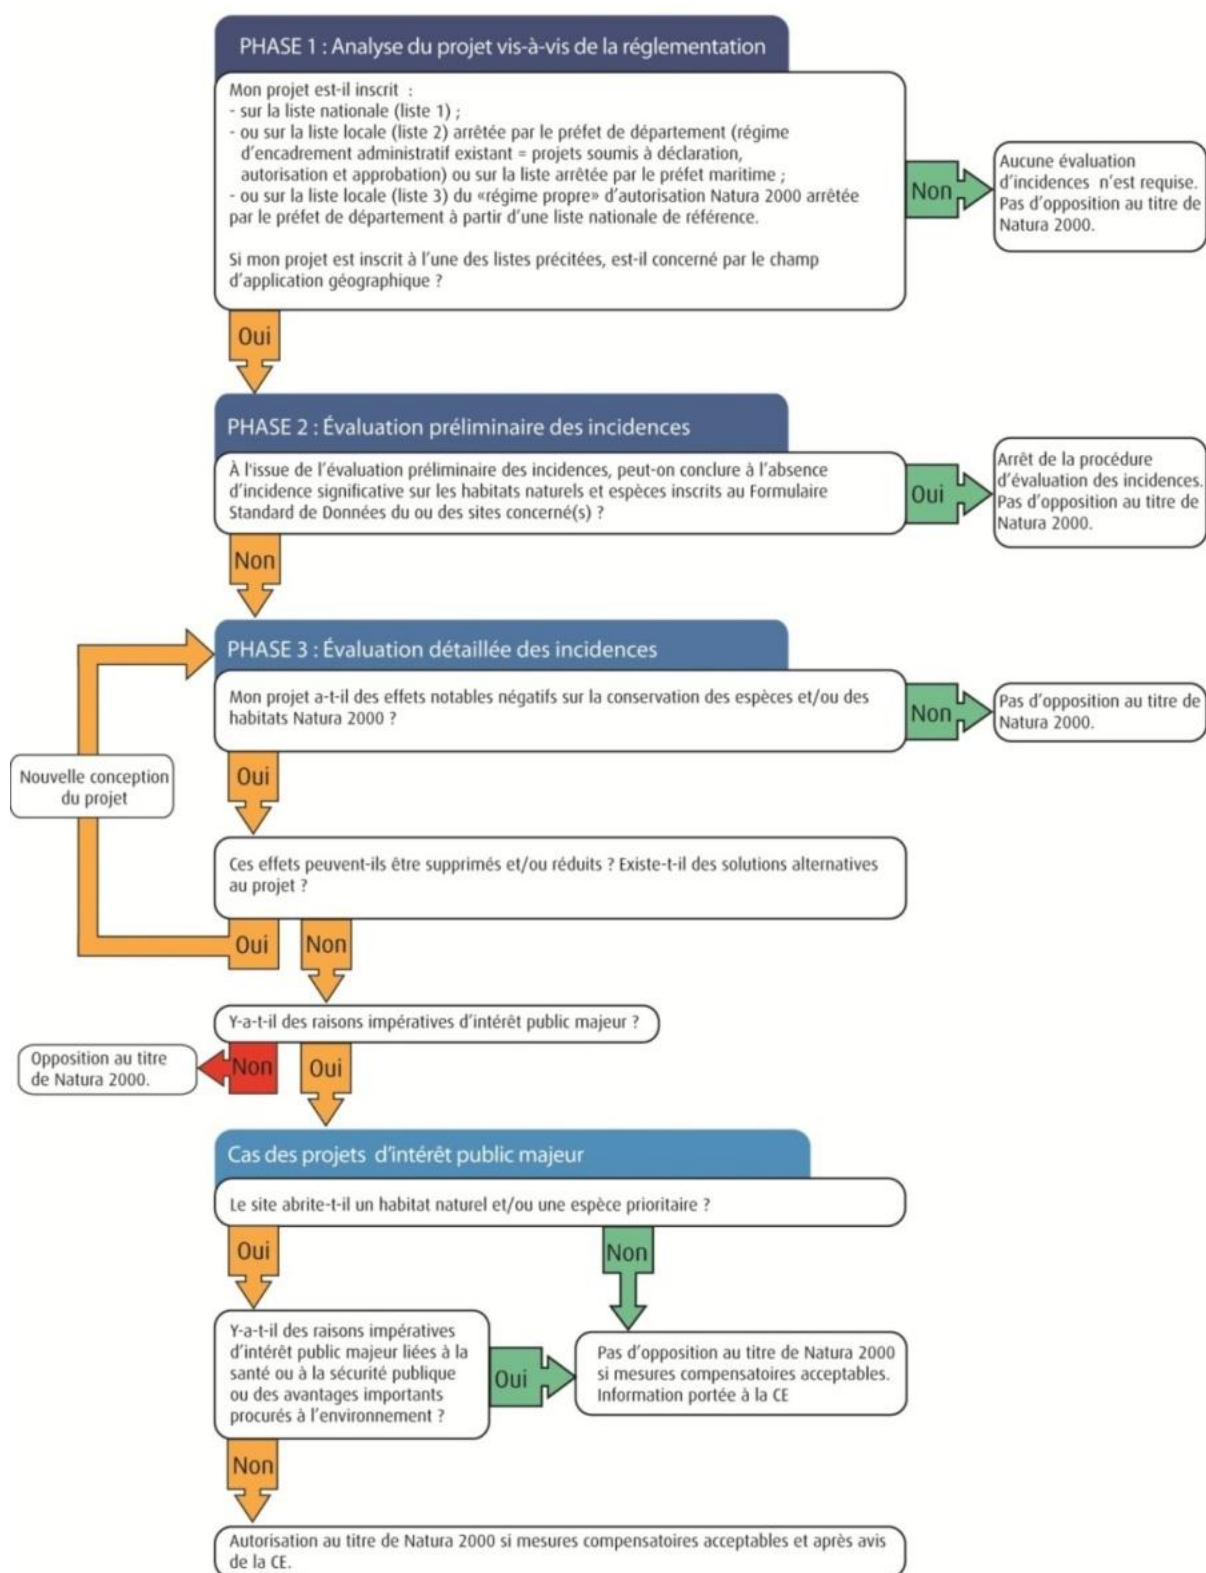 PHASE 1 : Analyse du projet vis-à-vis de la réglementation
Mon projet est-il inscrit :
- sur la liste nationale (liste 1) ;
- ou sur la liste locale (liste 2) arrêtée par le préfet de département (régime
d'encadrement administratif existant = projets soumis à déclaration,
autorisation et approbation) ou sur la liste arrêtée par le préfet maritime ;
- ou sur la liste locale (liste 3) du «régime propre» d'autorisation Natura 2000 arrêtée
par le préfet de département à partir d'une liste nationale de référence.
Si mon projet est inscrit à l'une des listes précitées, est-il concerné par le champ
d'application géographique ?
Non
Aucune évaluation
d'incidences n'est requise.
Pas d'opposition au titre de
Natura 2000.
Oui
PHASE 2 : Évaluation préliminaire des incidences
À l'issue de l'évaluation préliminaire des incidences, peut-on conclure à l'absence
d'incidence significative sur les habitats naturels et espèces inscrits au Formulaire
Standard de Données du ou des sites concerné(s) ?
Oui
Arrêt de la procédure
d'évaluation des incidences.
Pas d'opposition au titre de
Natura 2000.
Non
PHASE 3 : Évaluation détaillée des incidences
Mon projet a-t-il des effets notables négatifs sur la conservation des espèces et/ou des
habitats Natura 2000 ?
Non
Pas d'opposition au titre de
Natura 2000.
Oui
Nouvelle conception
du projet
Ces effets peuvent-ils être supprimés et/ou réduits ? Existe-t-il des solutions alternatives
au projet ?
Oui
Non
Y-a-t-il des raisons impératives d'intérêt public majeur ?
Opposition au titre
de Natura 2000.
Non
Oui
Cas des projets d'intérêt public majeur
Le site abrite-t-il un habitat naturel et/ou une espèce prioritaire ?
Oui
Non
Y-a-t-il des raisons impératives
d'intérêt public majeur liées à la
santé ou à la sécurité publique
ou des avantages importants
procurés à l'environnement ?
Oui
Pas d'opposition au titre de Natura 2000
si mesures compensatoires acceptables.
Information portée à la CE
Non
Autorisation au titre de Natura 2000 si mesures compensatoires acceptables et après avis
de la CE.